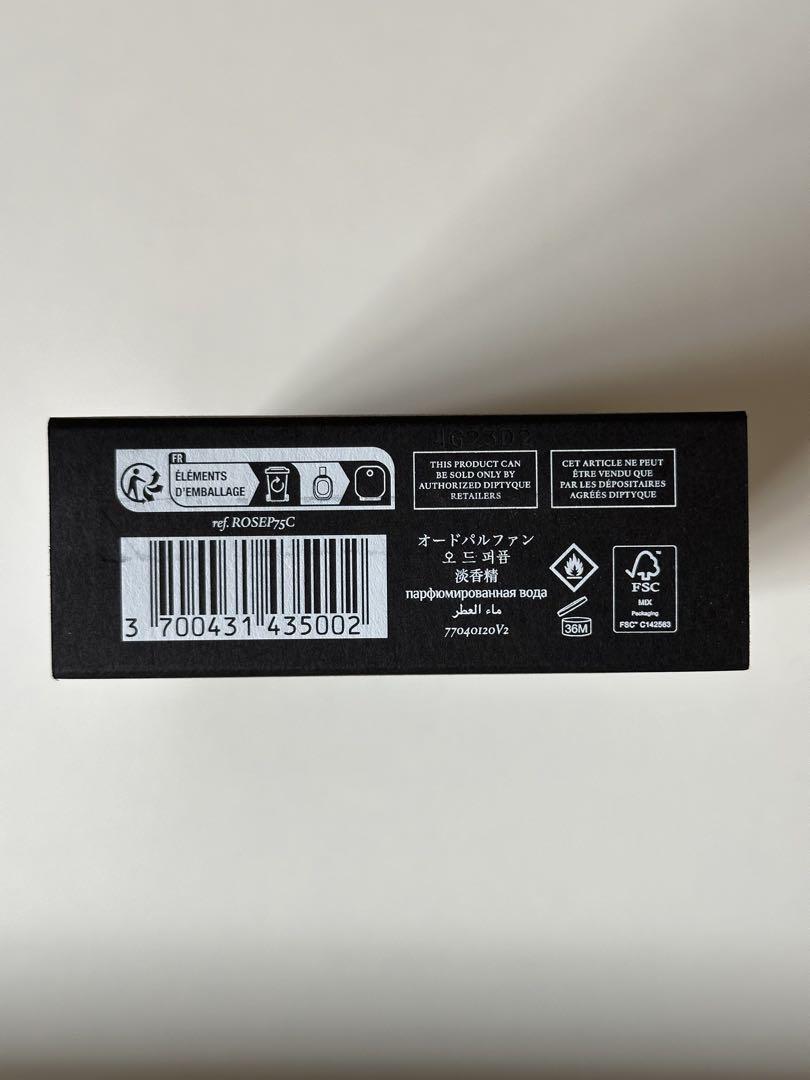 4G23D2
FR
ÉLÉMENTS
D'EMBALLAGE
ref. ROSEP75C
3 700431 435002
THIS PRODUCT CAN
BE SOLD ONLY BY
AUTHORIZED DIPTYQUE
RETAILERS
CET ARTICLE NE PEUT
ÊTRE VENDU QUE
PAR LES DÉPOSITAIRES
AGRÉÉS DIPTYQUE
オードパルファン
오 드 퍼퓸
淡香精
парфюмированная вода
ماء العطر
77040120V2
36M
FSC
MIX
Packaging
FSC™ C142563